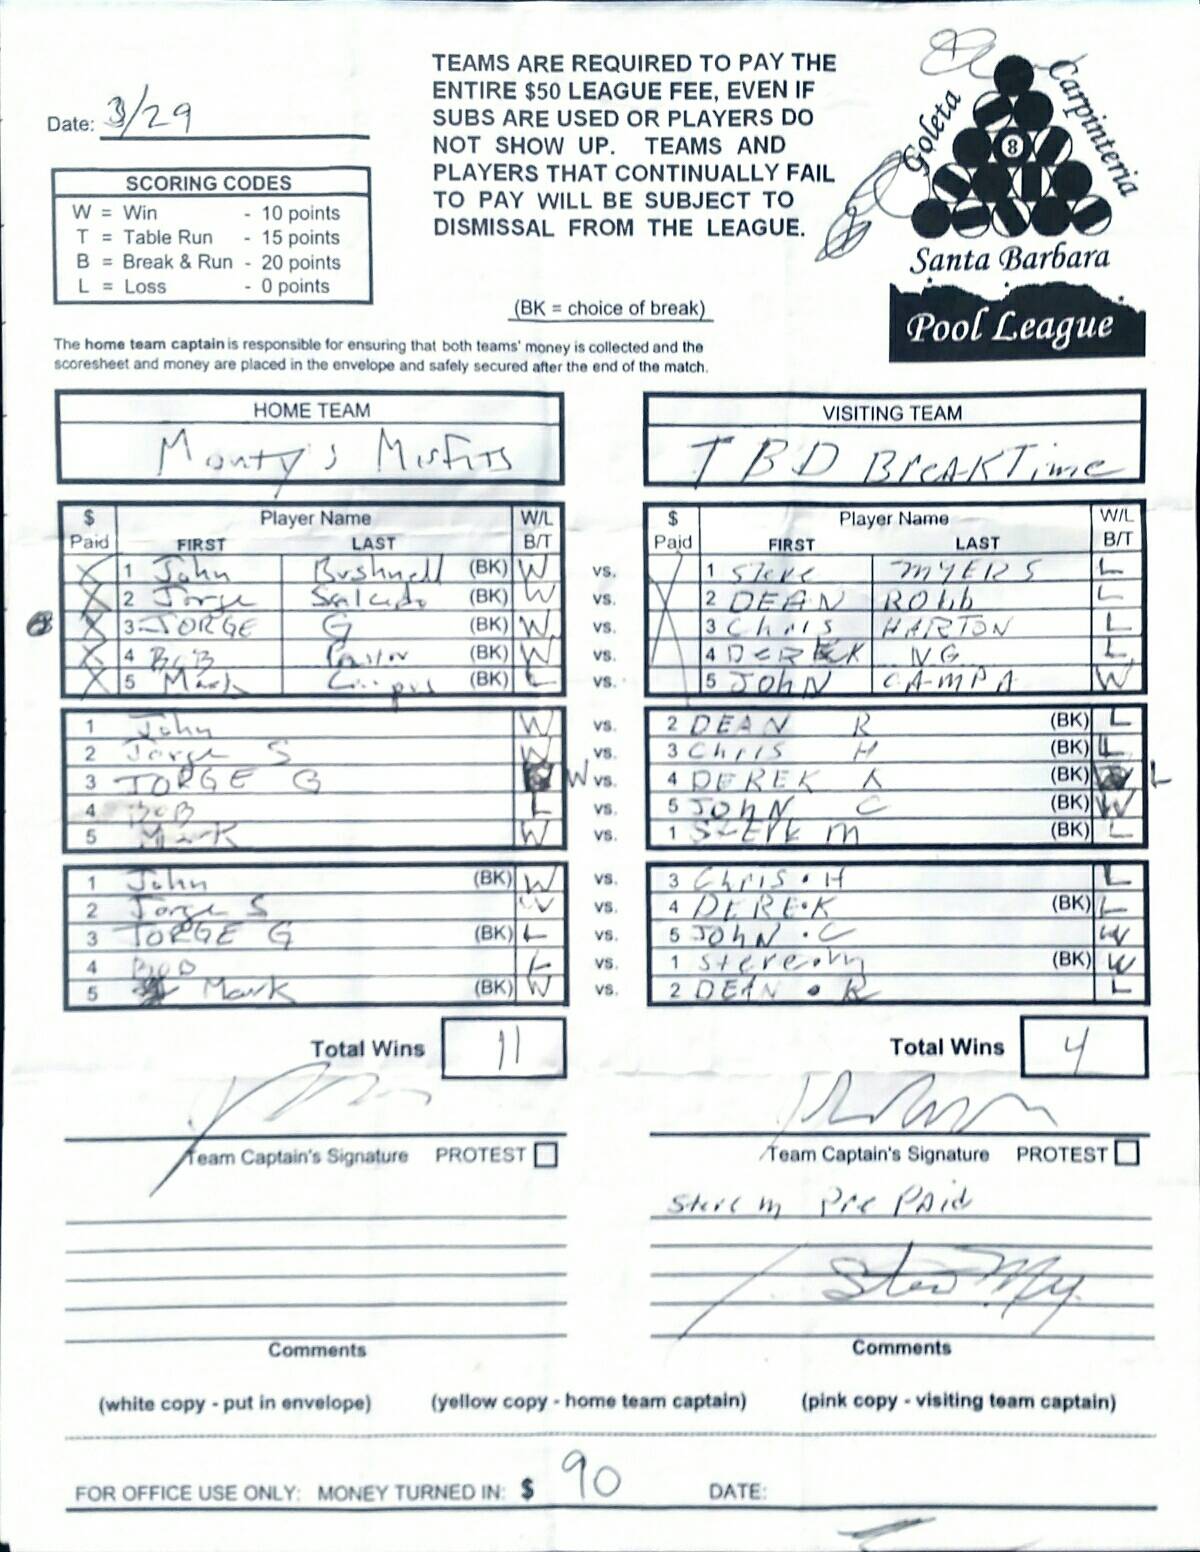 Date: 3/29
TEAMS ARE REQUIRED TO PAY THE
ENTIRE $50 LEAGUE FEE, EVEN IF
SUBS ARE USED OR PLAYERS DO
NOT SHOW UP. TEAMS AND
PLAYERS THAT CONTINUALLY FAIL
TO PAY WILL BE SUBJECT TO
DISMISSAL FROM THE LEAGUE.
Goleta
Carpinteria
8
Santa Barbara
Pool League
SCORING CODES
W = Win - 10 points
T = Table Run - 15 points
B = Break & Run - 20 points
L = Loss - 0 points
(BK = choice of break)
The home team captain is responsible for ensuring that both teams' money is collected and the
scoresheet and money are placed in the envelope and safely secured after the end of the match.
HOME TEAM VISITING TEAM
Monty's Misfits TBD BreakTime
$ Player Name W/L $ Player Name W/L
Paid FIRST LAST B/T Paid FIRST LAST B/T
X 1 John Bushnell (BK) W vs. 1 Steve MYERS L
X 2 Jorge Salcedo (BK) W vs. 2 DEAN RObb L
X 3 JORGE G (BK) W vs. 3 Chris HARTON L
X 4 BOB Pastor (BK) W vs. 4 DEREK NG L
X 5 Mark Campus (BK) L vs. 5 JOhN CAMPA W
1 John W vs. 2 DEAN R (BK) L
2 Jorge S W vs. 3 Chris H (BK) L
3 JORGE G W vs. 4 DEREK (BK) L
4 BOB L vs. 5 JOhN C (BK) W
5 Mark W vs. 1 Steve m (BK) L
1 John (BK) W vs. 3 Chris • H L
2 Jorge S W vs. 4 DEREK (BK) L
3 JORGE G (BK) L vs. 5 JOhN • C W
4 BOB L vs. 1 Steve (BK) W
5 Mark (BK) W vs. 2 DEAN • R L
Total Wins 11 Total Wins 4
Team Captain's Signature PROTEST Team Captain's Signature PROTEST
Steve m Pre PAid
Comments Comments
(white copy - put in envelope) (yellow copy - home team captain) (pink copy - visiting team captain)
FOR OFFICE USE ONLY: MONEY TURNED IN: $ 90 DATE: